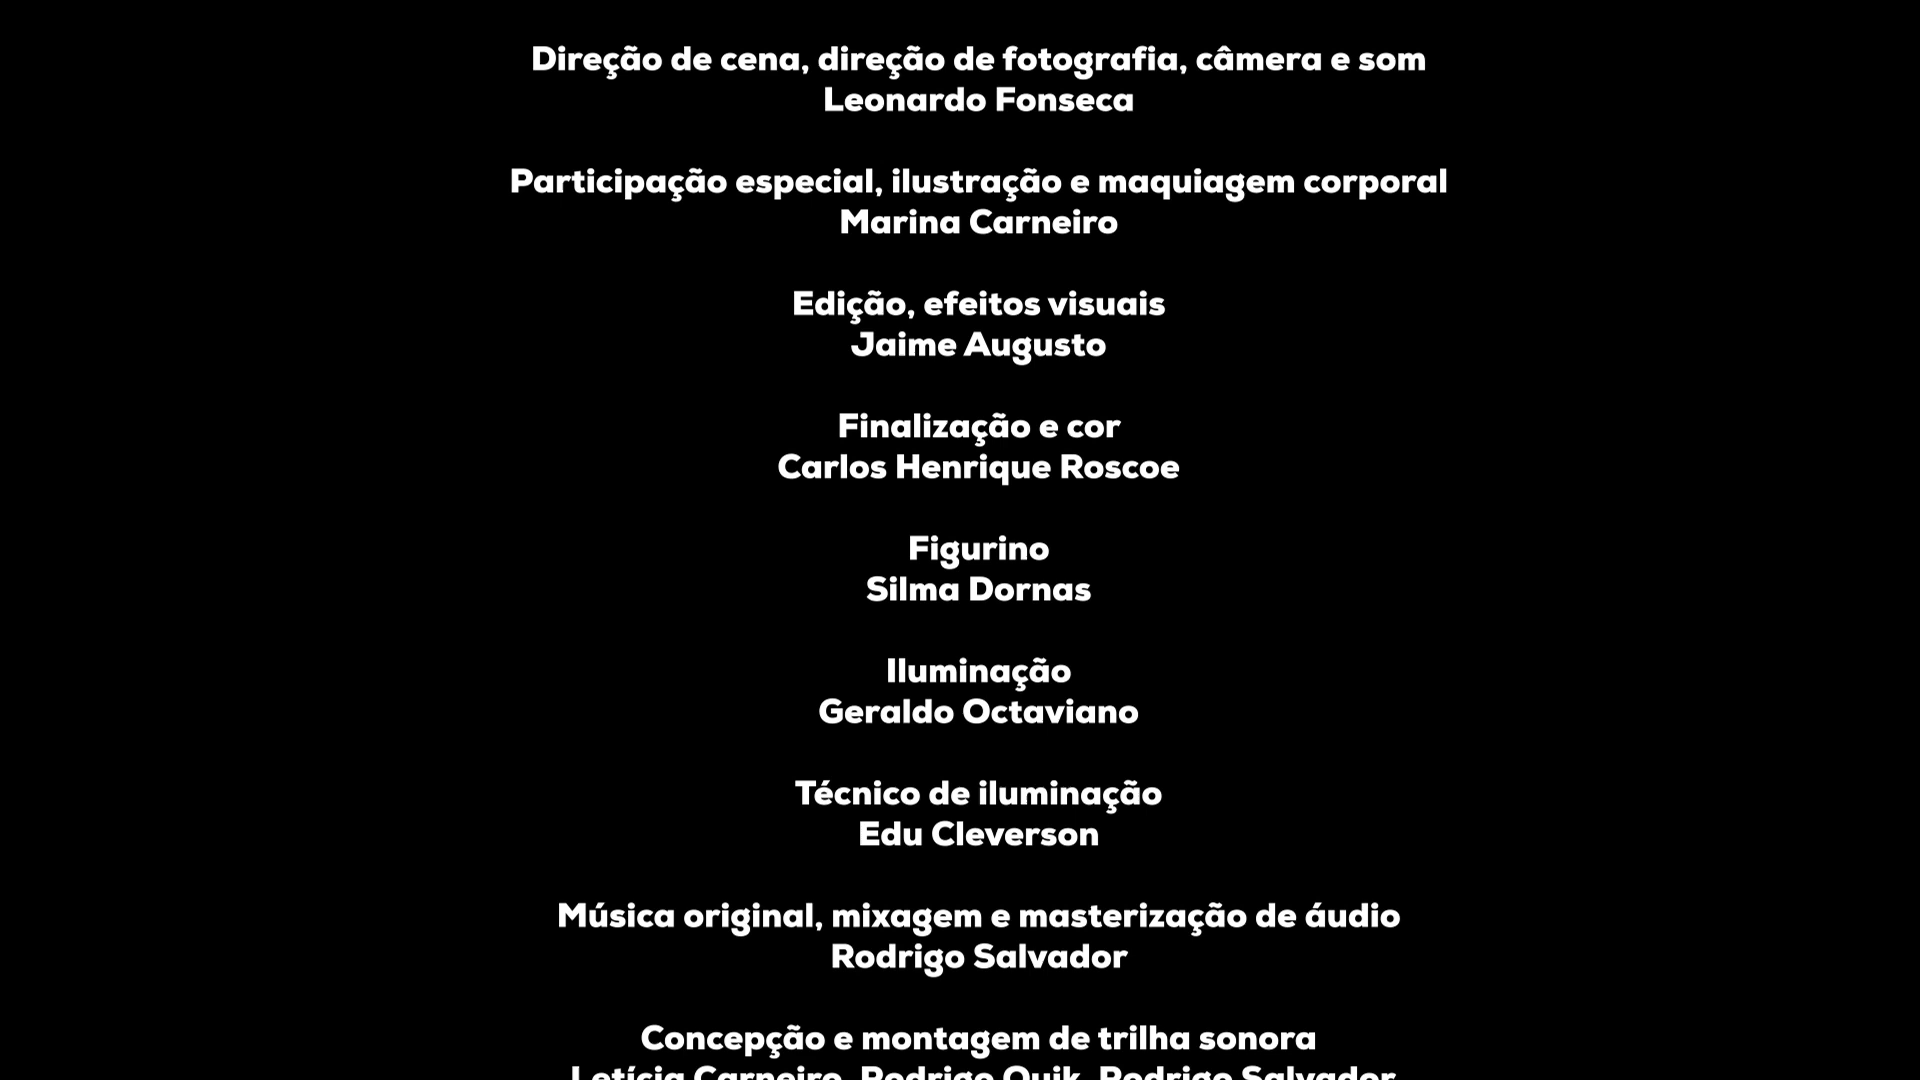 Direção de cena, direção de fotografia, câmera e som
Leonardo Fonseca
Participação especial, ilustração e maquiagem corporal
Marina Carneiro
Edição, efeitos visuais
Jaime Augusto
Finalização e cor
Carlos Henrique Roscoe
Figurino
Silma Dornas
Iluminação
Geraldo Octaviano
Técnico de iluminação
Edu Cleverson
Música original, mixagem e masterização de áudio
Rodrigo Salvador
Concepção e montagem de trilha sonora
Letícia Carneiro, Rodrigo Quik, Rodrigo Salvador